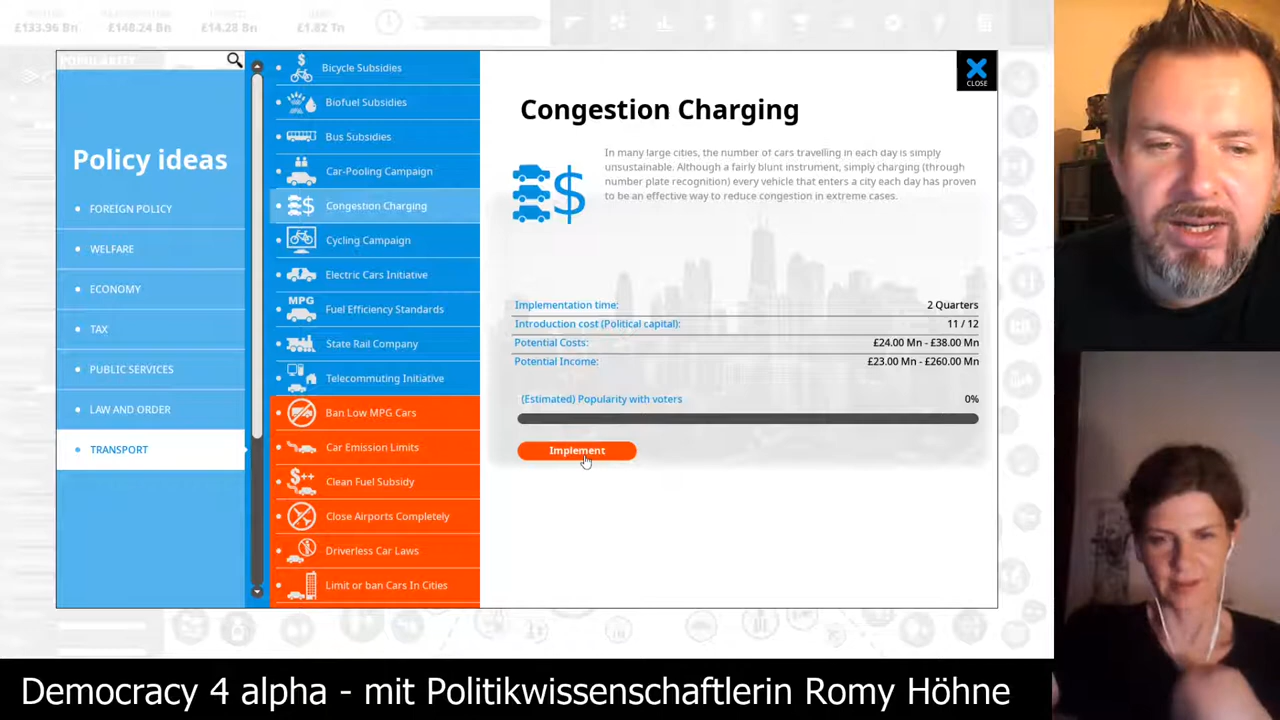 £133.96 Bn
£148.24 Bn
£14.28 Bn
£1.82 Tn
POPULARITY
Policy ideas
FOREIGN POLICY
WELFARE
ECONOMY
TAX
PUBLIC SERVICES
LAW AND ORDER
TRANSPORT
Bicycle Subsidies
Biofuel Subsidies
Bus Subsidies
Car-Pooling Campaign
Congestion Charging
Cycling Campaign
Electric Cars Initiative
MPG
Fuel Efficiency Standards
State Rail Company
Telecommuting Initiative
Ban Low MPG Cars
Car Emission Limits
$++
Clean Fuel Subsidy
Close Airports Completely
Driverless Car Laws
Limit or ban Cars In Cities
CLOSE
Congestion Charging
In many large cities, the number of cars travelling in each day is simply
unsustainable. Although a fairly blunt instrument, simply charging (through
number plate recognition) every vehicle that enters a city each day has proven
to be an effective way to reduce congestion in extreme cases.
Implementation time: 2 Quarters
Introduction cost (Political capital): 11 / 12
Potential Costs: £24.00 Mn - £38.00 Mn
Potential Income: £23.00 Mn - £260.00 Mn
(Estimated) Popularity with voters 0%
Implement
Democracy 4 alpha - mit Politikwissenschaftlerin Romy Höhne